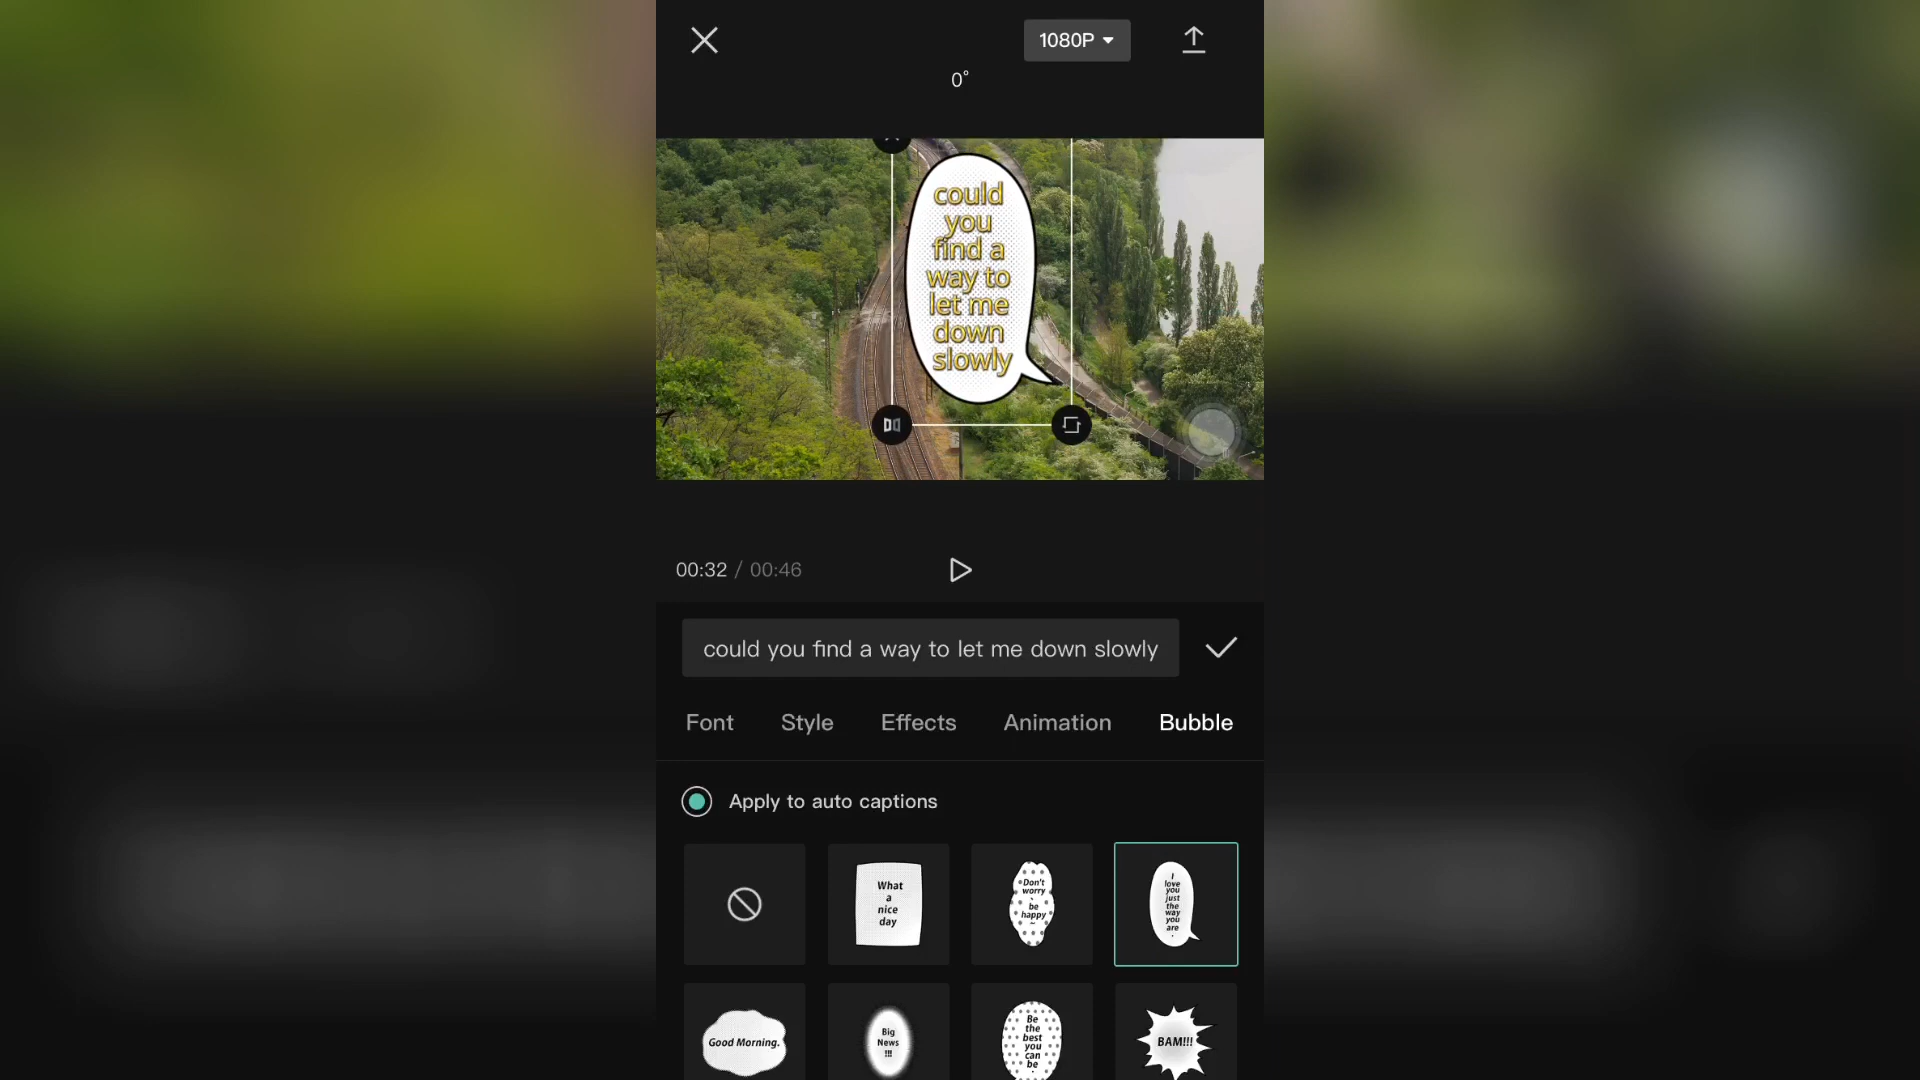 1080P
0°
could
you
find a
way to
let me
down
slowly
00:32 / 00:46
could you find a way to let me down slowly
Font Style Effects Animation Bubble
Apply to auto captions
What
a
nice
day
Don't
worry
be
happy
~
I
love
you
just
the
way
you
are
.
Good Morning.
Big
News
!!!
Be
the
best
you
can
be
BAM!!!